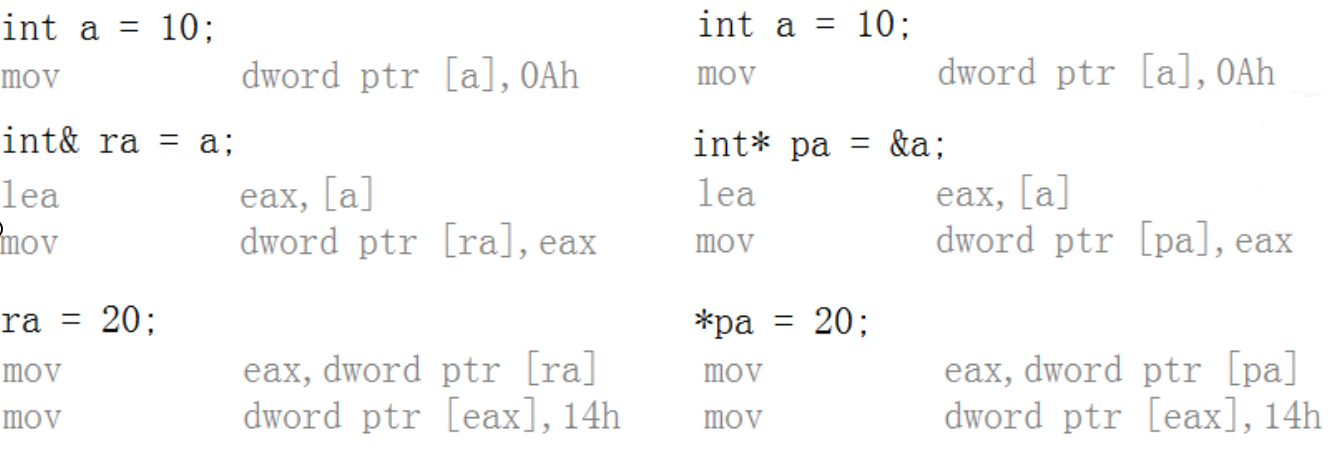 int a = 10;
mov dword ptr [a],0Ah
int& ra = a;
lea eax,[a]
mov dword ptr [ra],eax
ra = 20;
mov eax,dword ptr [ra]
mov dword ptr [eax],14h
int a = 10;
mov dword ptr [a],0Ah
int* pa = &a;
lea eax,[a]
mov dword ptr [pa],eax
*pa = 20;
mov eax,dword ptr [pa]
mov dword ptr [eax],14h